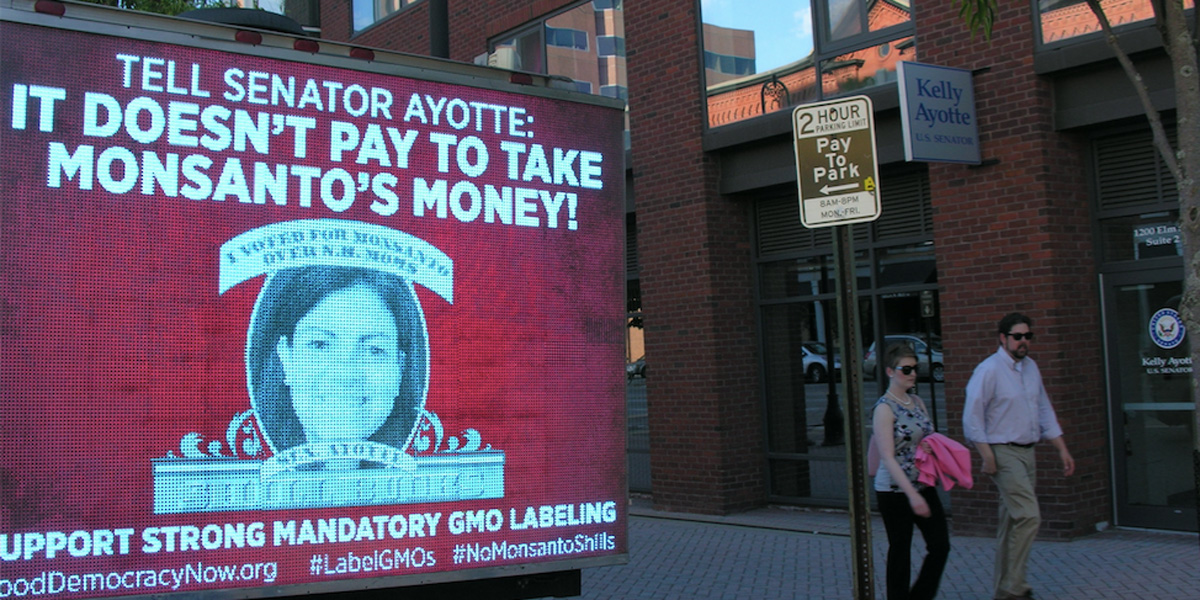 TELL SENATOR AYOTTE:
IT DOESN'T PAY TO TAKE
MONSANTO'S MONEY!
I VOTED FOR MONSANTO
OVER N.H. MOMS
AYOTTE
UPPORT STRONG MANDATORY GMO LABELING
oodDemocracyNow.org #LabelGMOs #NoMonsantoShills
2 HOUR
PARKING LIMIT
Pay
To
Park
8AM-8PM
MON.-FRI.
Kelly
Ayotte
U.S. SENATOR
1200 Elm
Suite 2
Kelly Ayott
U.S. SENATOR